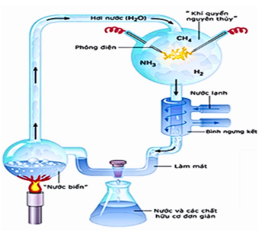 Hơi nước (H₂O)
"Khí quyển
nguyên thủy"
Phóng điện
CH₄
NH₃
H₂
Nước lạnh
Bình ngưng kết
Làm mát
"Nước biển"
Nước và các chất
hữu cơ đơn giản